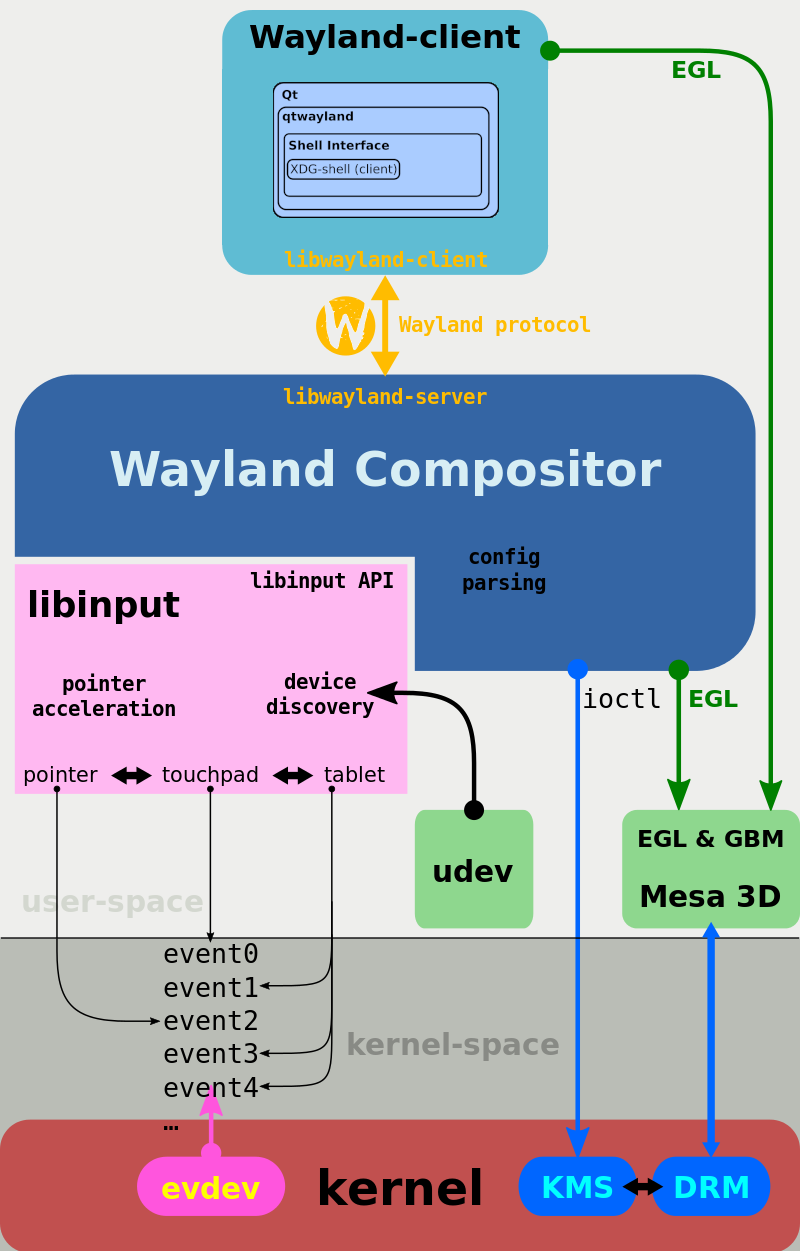 Wayland-client
EGL
Qt
qtwayland
Shell Interface
XDG-shell (client)
libwayland-client
W
Wayland protocol
libwayland-server
Wayland Compositor
config
parsing
libinput API
libinput
pointer
acceleration
device
discovery
ioctl
EGL
pointer
touchpad
tablet
udev
EGL & GBM
Mesa 3D
user-space
event0
event1
event2
event3
event4
…
kernel-space
evdev
kernel
KMS
DRM